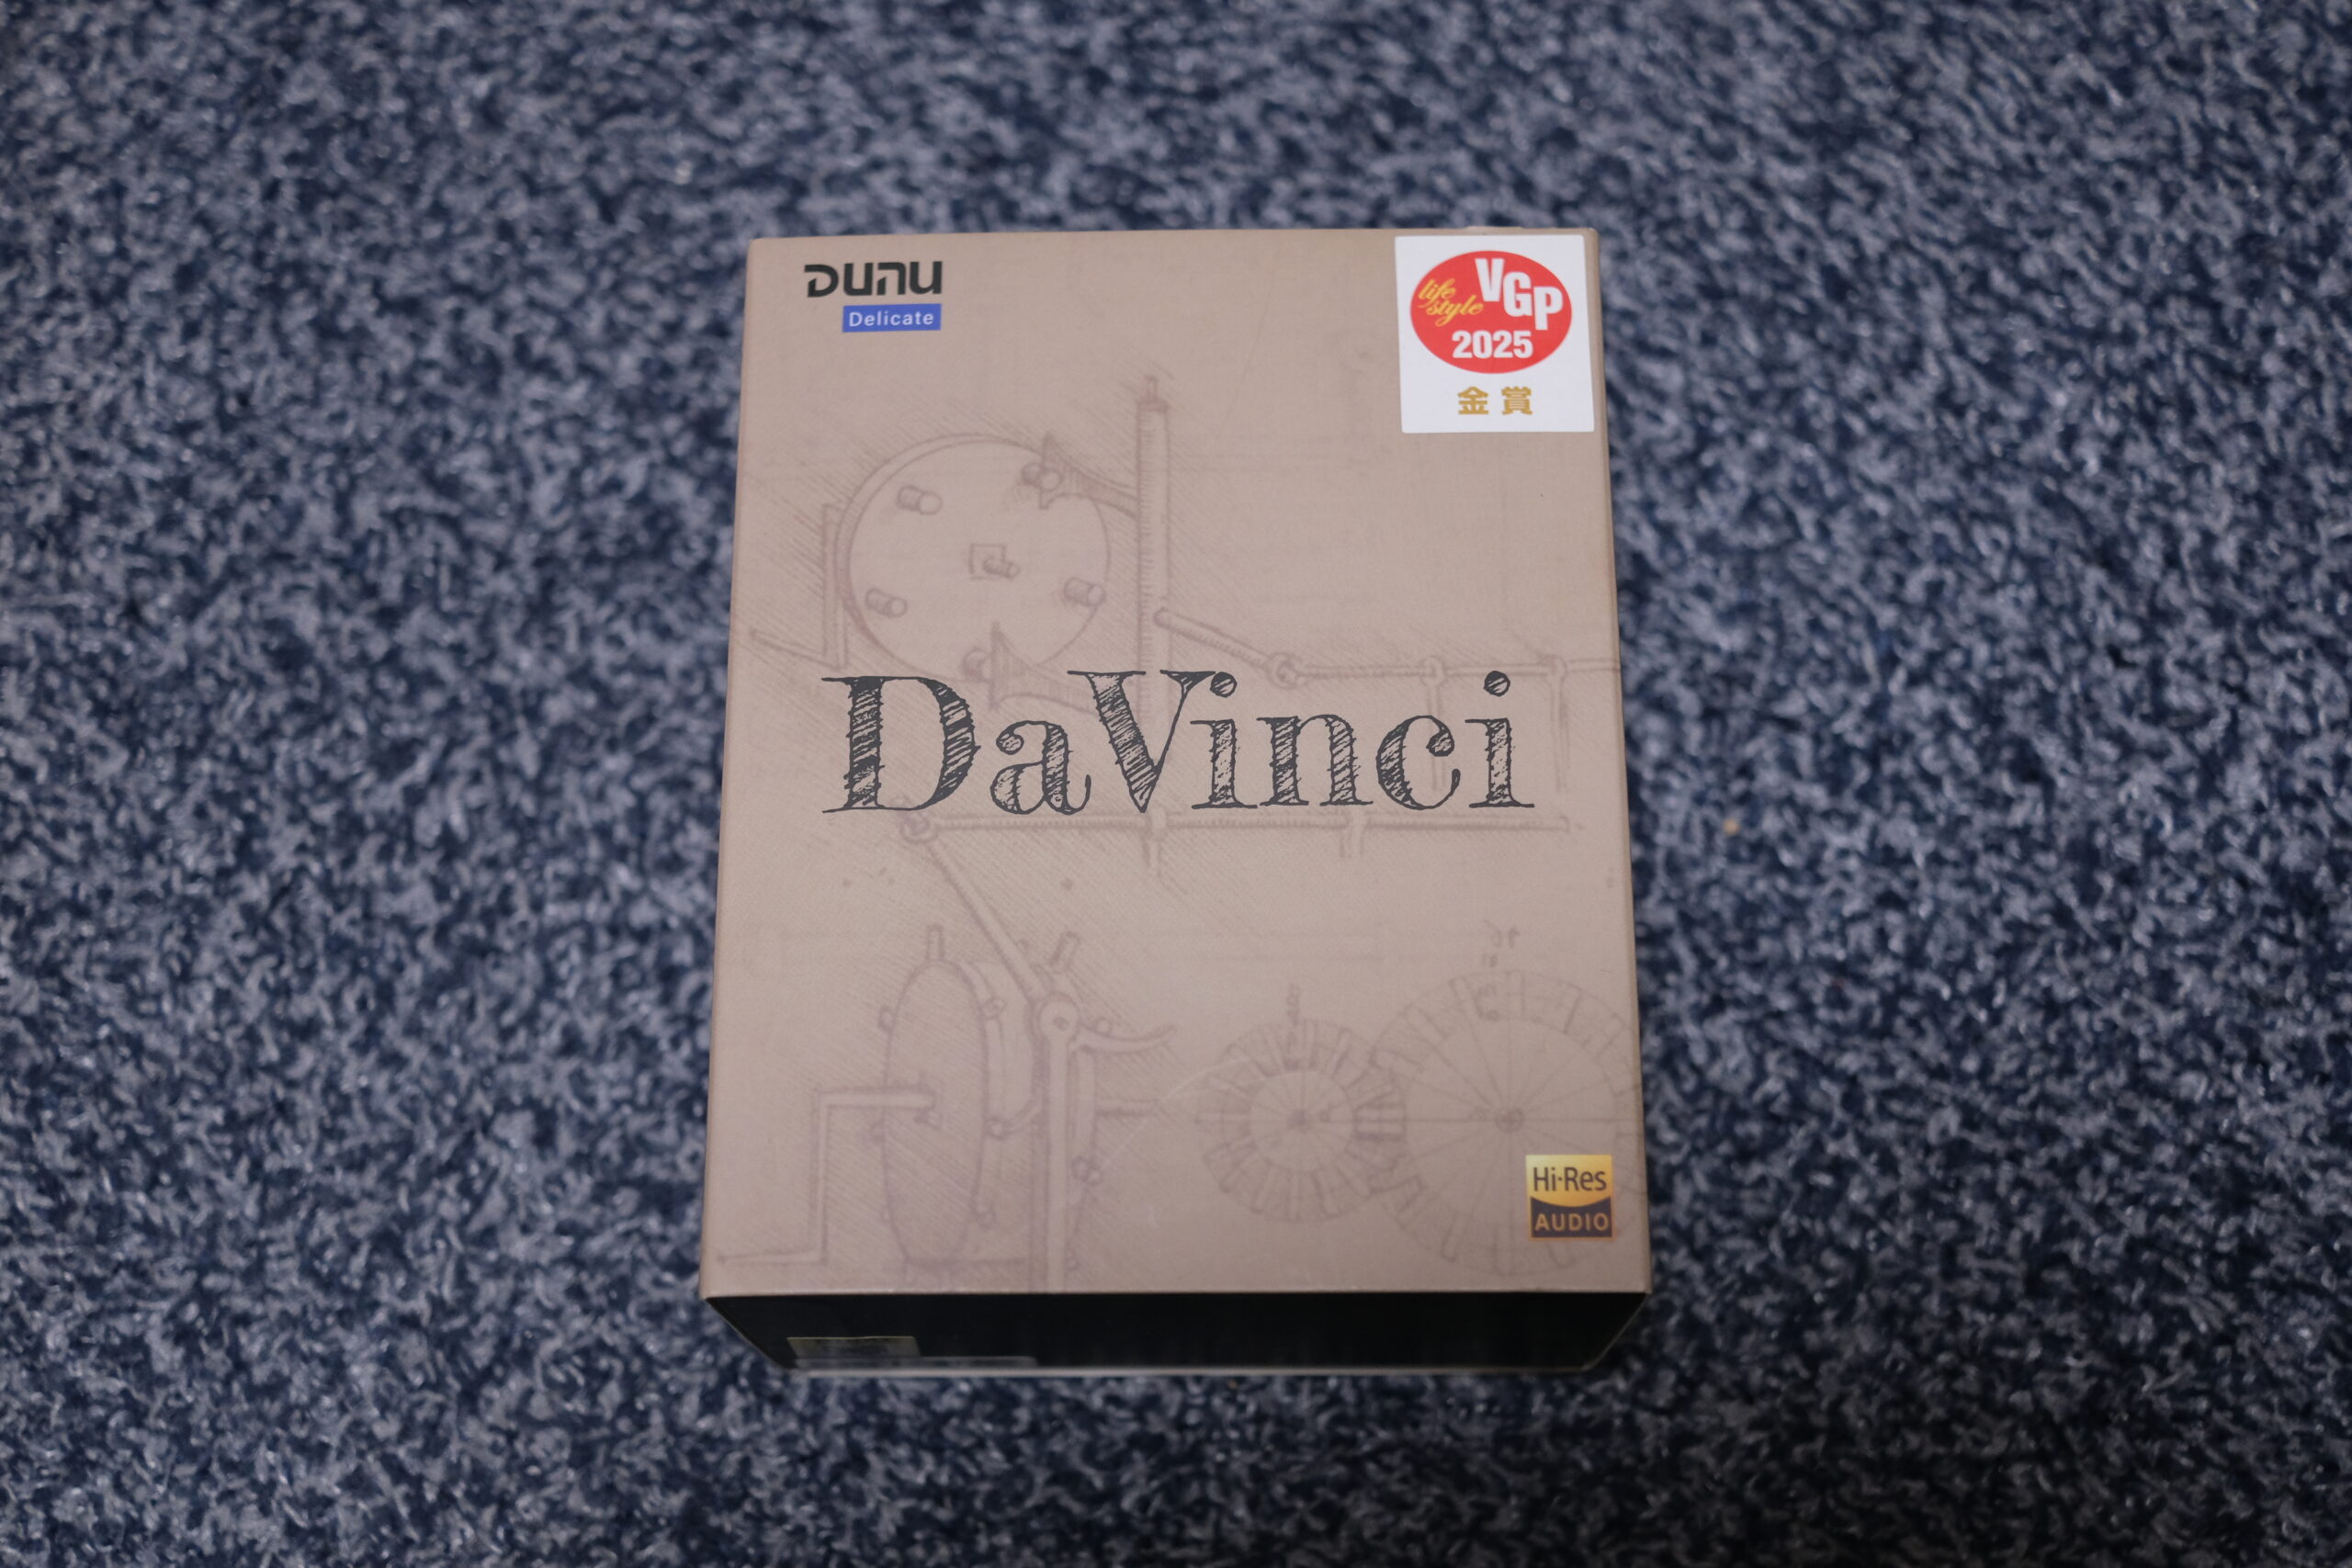 DUNU
Delicate
life style VGP
2025
金賞
DaVinci
Hi-Res
AUDIO